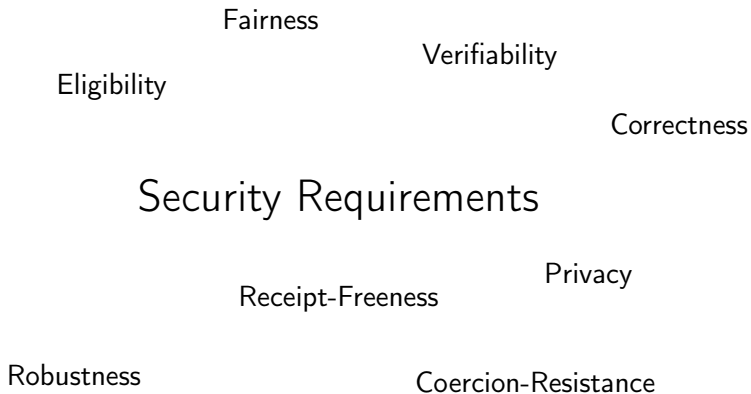 Fairness
Verifiability
Eligibility
Correctness
Security Requirements
Privacy
Receipt-Freeness
Robustness
Coercion-Resistance